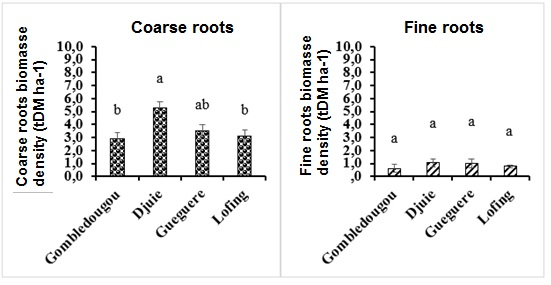 Coarse roots
Coarse roots biomasse
density (tDM ha-1)
10,0
9,0
8,0
7,0
6,0
5,0
4,0
3,0
2,0
1,0
,0
b
a
ab
b
Gombledougou
Djuie
Gueguere
Lofing
Fine roots
Fine roots biomasse
density (tDM ha-1)
10,0
9,0
8,0
7,0
6,0
5,0
4,0
3,0
2,0
1,0
,0
a
a
a
a
Gombledougou
Djuie
Gueguere
Lofing